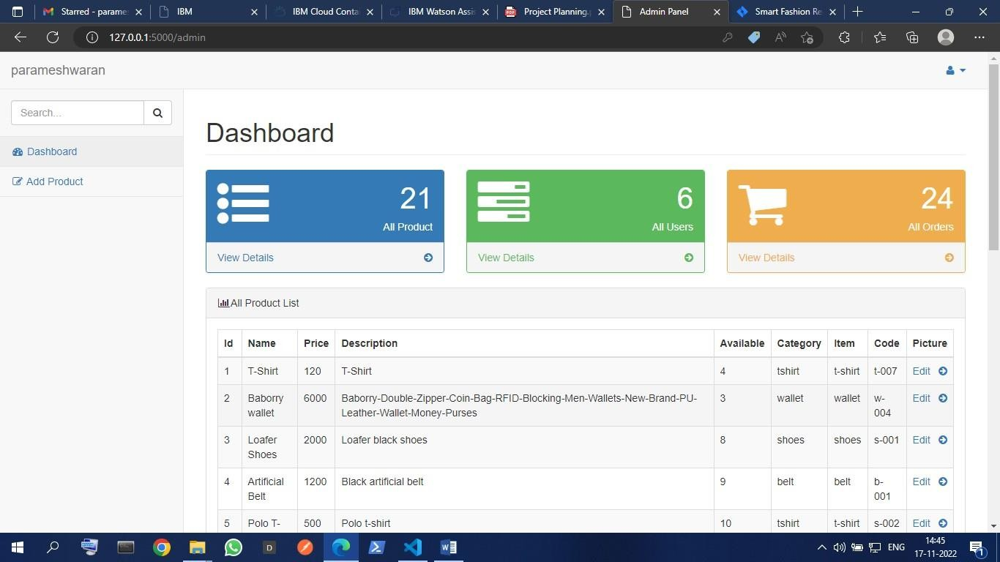 Starred - parame
IBM
IBM Cloud Conta
IBM Watson Assis
Project Planning.p
Admin Panel
Smart Fashion Re
127.0.0.1:5000/admin
parameshwaran
Search...
Dashboard
Add Product
Dashboard
21
All Product
View Details
6
All Users
View Details
24
All Orders
View Details
All Product List
Id Name Price Description Available Category Item Code Picture
1 T-Shirt 120 T-Shirt 4 tshirt t-shirt t-007 Edit
2 Baborry 6000 Baborry-Double-Zipper-Coin-Bag-RFID-Blocking-Men-Wallets-New-Brand-PU- 3 wallet wallet w- Edit
wallet Leather-Wallet-Money-Purses 004
3 Loafer 2000 Loafer black shoes 8 shoes shoes s-001 Edit
Shoes
4 Artificial 1200 Black artificial belt 9 belt belt b- Edit
Belt 001
5 Polo T- 500 Polo t-shirt 10 tshirt t-shirt s-002 Edit
ENG
14:45
17-11-2022